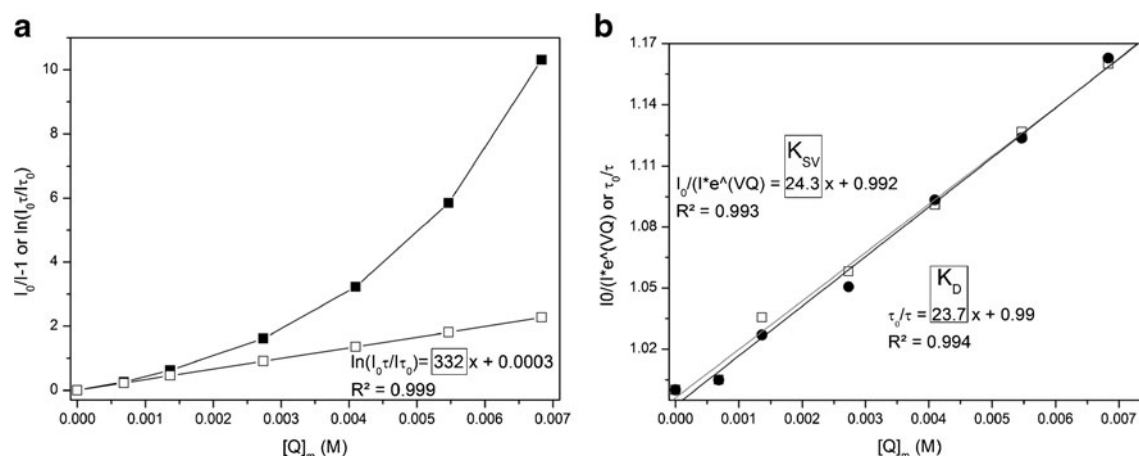 a
10
8
6
4
2
0
I₀/I-1 or ln(I₀τ/Iτ₀)
ln(I₀τ/Iτ₀)= 332 x + 0.0003
R² = 0.999
0.000 0.001 0.002 0.003 0.004 0.005 0.006 0.007
[Q]ₘ (M)
b
1.17
1.14
1.11
1.08
1.05
1.02
I0/(I*e^(VQ) or τ₀/τ
K_SV
I₀/(I*e^(VQ) = 24.3 x + 0.992
R² = 0.993
K_D
τ₀/τ = 23.7 x + 0.99
R² = 0.994
0.000 0.001 0.002 0.003 0.004 0.005 0.006 0.007
[Q]ₘ (M)